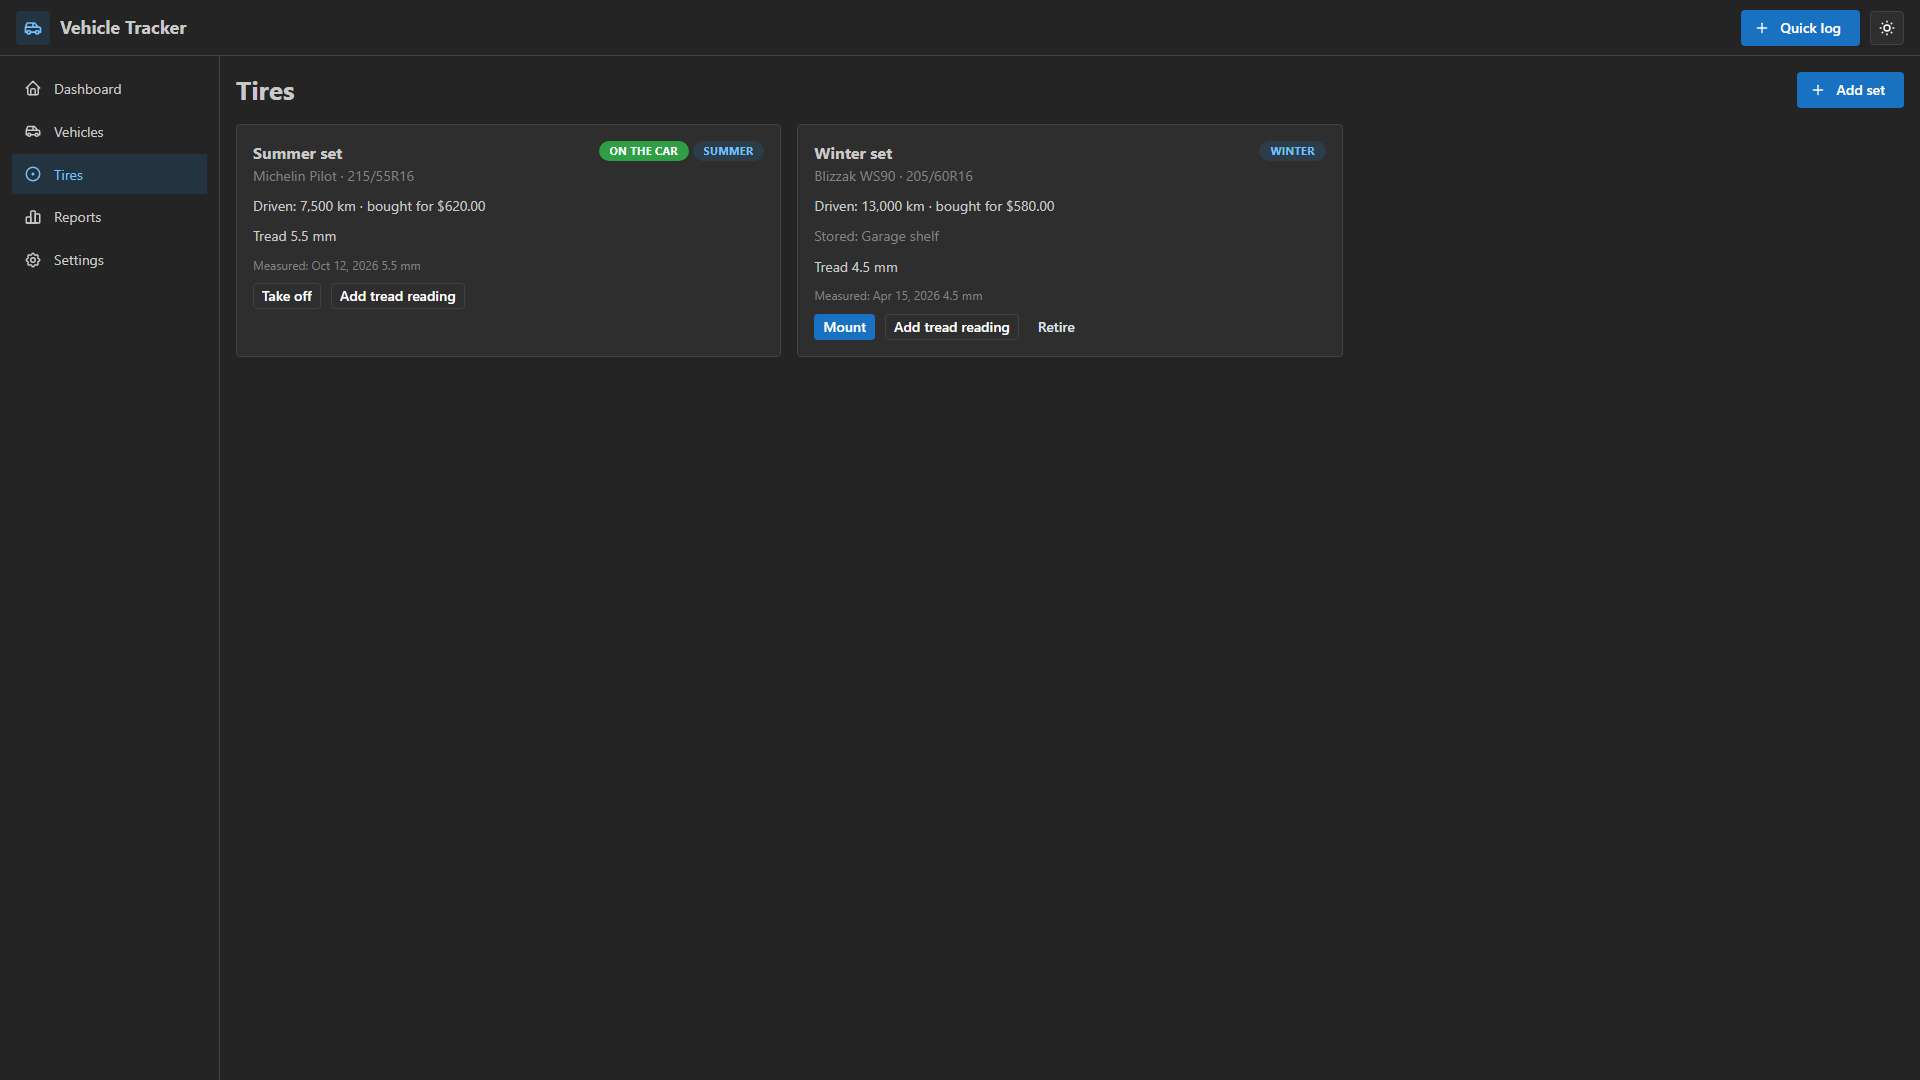 Vehicle Tracker
Quick log
Dashboard
Vehicles
Tires
Reports
Settings
Tires
Add set
Summer set
ON THE CAR
SUMMER
Michelin Pilot · 215/55R16
Driven: 7,500 km · bought for $620.00
Tread 5.5 mm
Measured: Oct 12, 2026 5.5 mm
Take off
Add tread reading
Winter set
WINTER
Blizzak WS90 · 205/60R16
Driven: 13,000 km · bought for $580.00
Stored: Garage shelf
Tread 4.5 mm
Measured: Apr 15, 2026 4.5 mm
Mount
Add tread reading
Retire